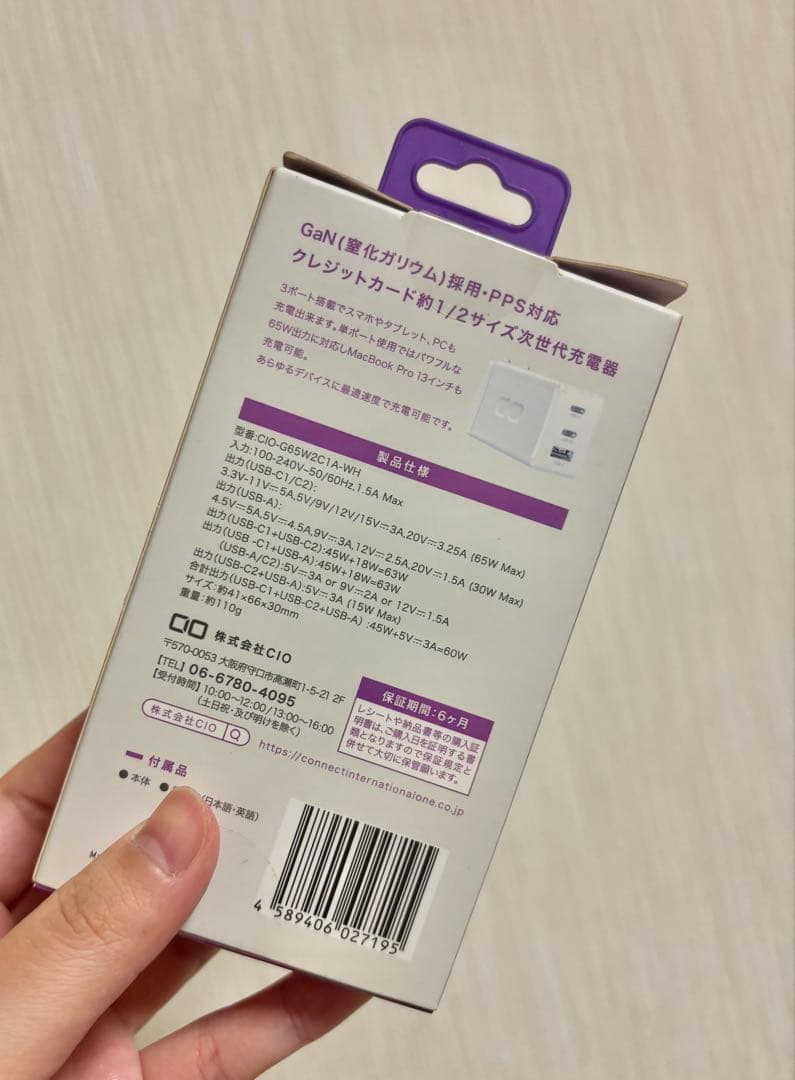 GaN(窒化ガリウム)採用・PPS対応
クレジットカード約1/2サイズ次世代充電器
3ポート搭載でスマホやタブレット、PCも
充電出来ます。単ポート使用ではパワフルな
65W出力に対応しMacBook Pro 13インチも
充電可能。
あらゆるデバイスに最適速度で充電可能です。
製品仕様
型番:CIO-G65W2C1A-WH
入力:100-240V~50/60Hz,1.5A Max
出力(USB-C1/C2):
3.3V-11V⎓5A,5V/9V/12V/15V⎓3A,20V⎓3.25A (65W Max)
出力(USB-A):
4.5V⎓5A,5V⎓4.5A,9V⎓3A,12V⎓2.5A,20V⎓1.5A (30W Max)
出力(USB-C1+USB-C2):45W+18W=63W
出力(USB -C1+USB-A):45W+18W=63W
(USB-A/C2):5V⎓3A or 9V⎓2A or 12V⎓1.5A
出力(USB-C2+USB-A):5V⎓3A (15W Max)
合計出力(USB-C1+USB-C2+USB-A) :45W+5V⎓3A=60W
サイズ:約41×66×30mm
重量:約110g
CIO 株式会社CIO
〒570-0053 大阪府守口市高瀬町1-5-21 2F
【TEL】 06-6780-4095
【受付時間】 10:00~12:00/13:00~16:00
(土日祝・及び明けを除く)
株式会社CIO
https://connectinternationalone.co.jp
保証期間:6ヶ月
レシートや納品書等の購入証
明書は、ご購入日を証明する書
類となりますので保証規定と
併せて大切に保管願います。
付属品
●本体 ● (日本語・英語)
4 589406 027195